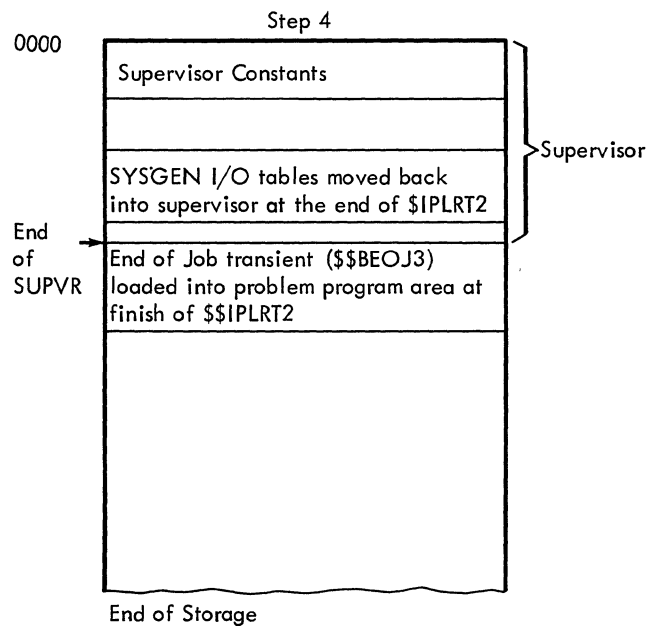 Step 4
0000
Supervisor Constants
Supervisor
SYSGEN I/O tables moved back
into supervisor at the end of $IPLRT2
End
of
SUPVR
End of Job transient ($$BEOJ3)
loaded into problem program area at
finish of $$IPLRT2
End of Storage